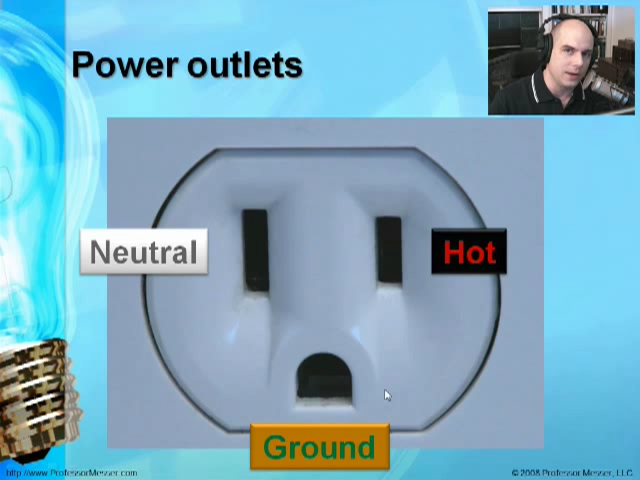 Power outlets
Neutral
Hot
Ground
http://www.ProfessorMesser.com
© 2008 Professor Messer, LLC